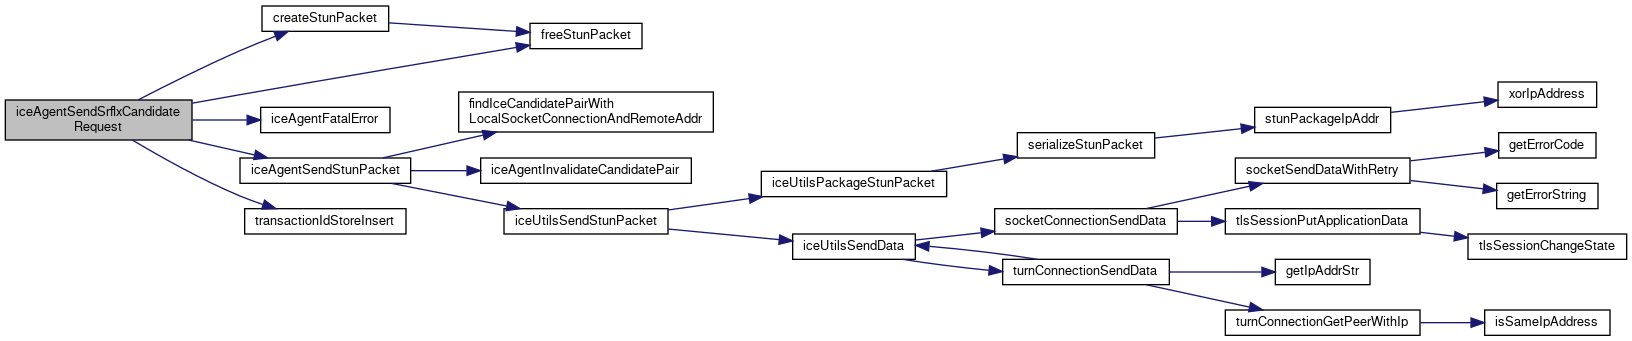 iceAgentSendSrflxCandidate
Request
createStunPacket
freeStunPacket
iceAgentFatalError
iceAgentSendStunPacket
transactionIdStoreInsert
findIceCandidatePairWith
LocalSocketConnectionAndRemoteAddr
iceAgentInvalidateCandidatePair
iceUtilsSendStunPacket
iceUtilsPackageStunPacket
iceUtilsSendData
serializeStunPacket
socketConnectionSendData
turnConnectionSendData
stunPackageIpAddr
socketSendDataWithRetry
tlsSessionPutApplicationData
getIpAddrStr
turnConnectionGetPeerWithIp
xorIpAddress
getErrorCode
getErrorString
tlsSessionChangeState
isSameIpAddress